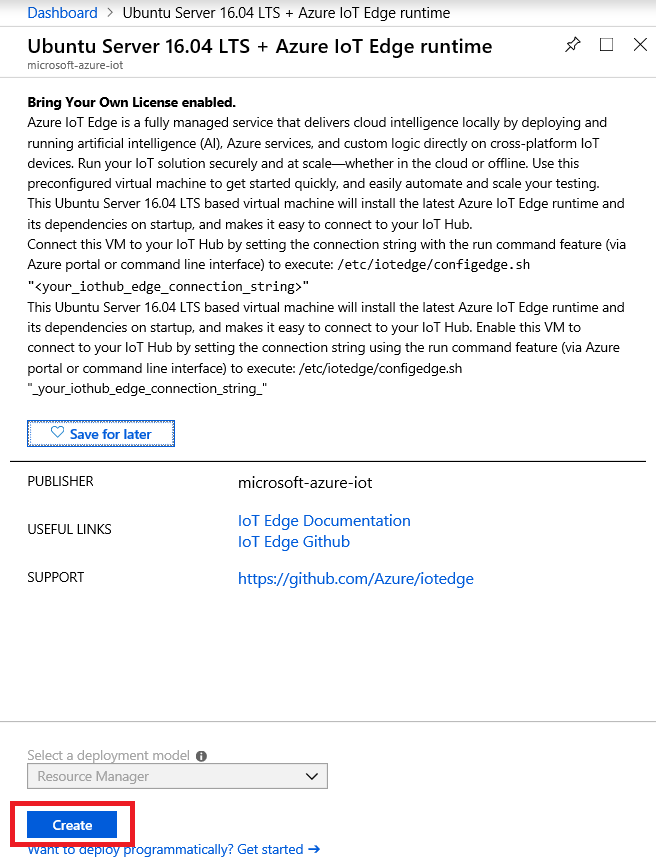 Dashboard > Ubuntu Server 16.04 LTS + Azure IoT Edge runtime
Ubuntu Server 16.04 LTS + Azure IoT Edge runtime
microsoft-azure-iot
Bring Your Own License enabled.
Azure IoT Edge is a fully managed service that delivers cloud intelligence locally by deploying and
running artificial intelligence (AI), Azure services, and custom logic directly on cross-platform IoT
devices. Run your IoT solution securely and at scale—whether in the cloud or offline. Use this
preconfigured virtual machine to get started quickly, and easily automate and scale your testing.
This Ubuntu Server 16.04 LTS based virtual machine will install the latest Azure IoT Edge runtime and
its dependencies on startup, and makes it easy to connect to your IoT Hub.
Connect this VM to your IoT Hub by setting the connection string with the run command feature (via
Azure portal or command line interface) to execute: /etc/iotedge/configedge.sh
"<your_iothub_edge_connection_string>"
This Ubuntu Server 16.04 LTS based virtual machine will install the latest Azure IoT Edge runtime and
its dependencies on startup, and makes it easy to connect to your IoT Hub. Enable this VM to
connect to your IoT Hub by setting the connection string using the run command feature (via Azure
portal or command line interface) to execute: /etc/iotedge/configedge.sh
"_your_iothub_edge_connection_string_"
Save for later
PUBLISHER microsoft-azure-iot
USEFUL LINKS IoT Edge Documentation
IoT Edge Github
SUPPORT https://github.com/Azure/iotedge
Select a deployment model
Resource Manager
Create
Want to deploy programmatically? Get started →